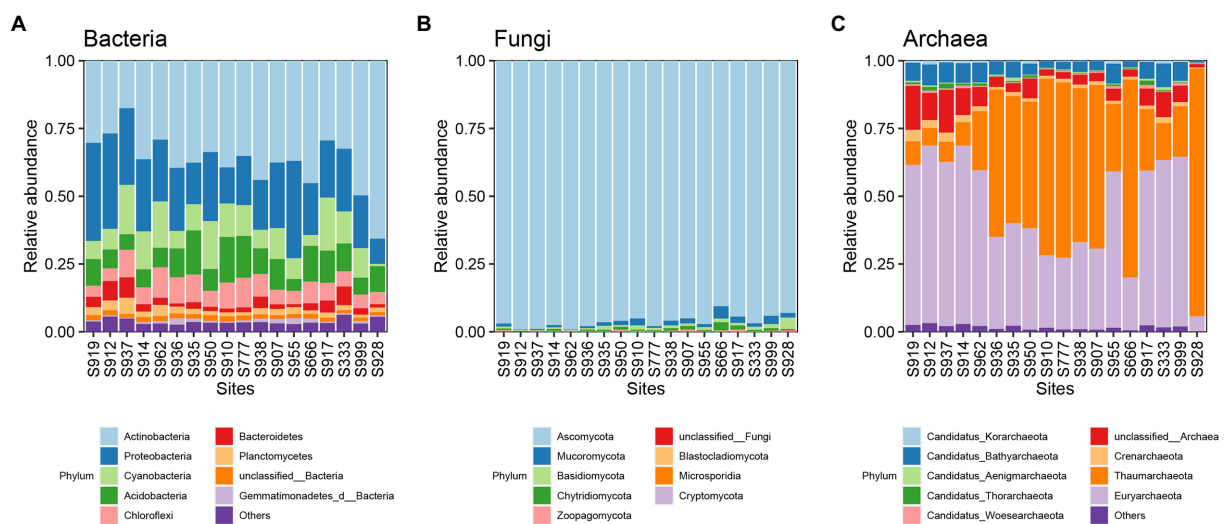 A
Bacteria
1.00
0.75
0.50
0.25
0.00
Relative abundance
S919
S912
S937
S914
S962
S936
S935
S950
S910
S777
S938
S907
S955
S666
S917
S333
S999
S928
Sites
Phylum
Actinobacteria
Proteobacteria
Cyanobacteria
Acidobacteria
Chloroflexi
Bacteroidetes
Planctomycetes
unclassified__Bacteria
Gemmatimonadetes_d__Bacteria
Others
B
Fungi
1.00
0.75
0.50
0.25
0.00
Relative abundance
S919
S912
S937
S914
S962
S936
S935
S950
S910
S777
S938
S907
S955
S666
S917
S333
S999
S928
Sites
Phylum
Ascomycota
Mucoromycota
Basidiomycota
Chytridiomycota
Zoopagomycota
unclassified__Fungi
Blastocladiomycota
Microsporidia
Cryptomycota
C
Archaea
1.00
0.75
0.50
0.25
0.00
Relative abundance
S919
S912
S937
S914
S962
S936
S935
S950
S910
S777
S938
S907
S955
S666
S917
S333
S999
S928
Sites
Phylum
Candidatus_Korarchaeota
Candidatus_Bathyarchaeota
Candidatus_Aenigmarchaeota
Candidatus_Thorarchaeota
Candidatus_Woesearchaeota
unclassified__Archaea
Crenarchaeota
Thaumarchaeota
Euryarchaeota
Others